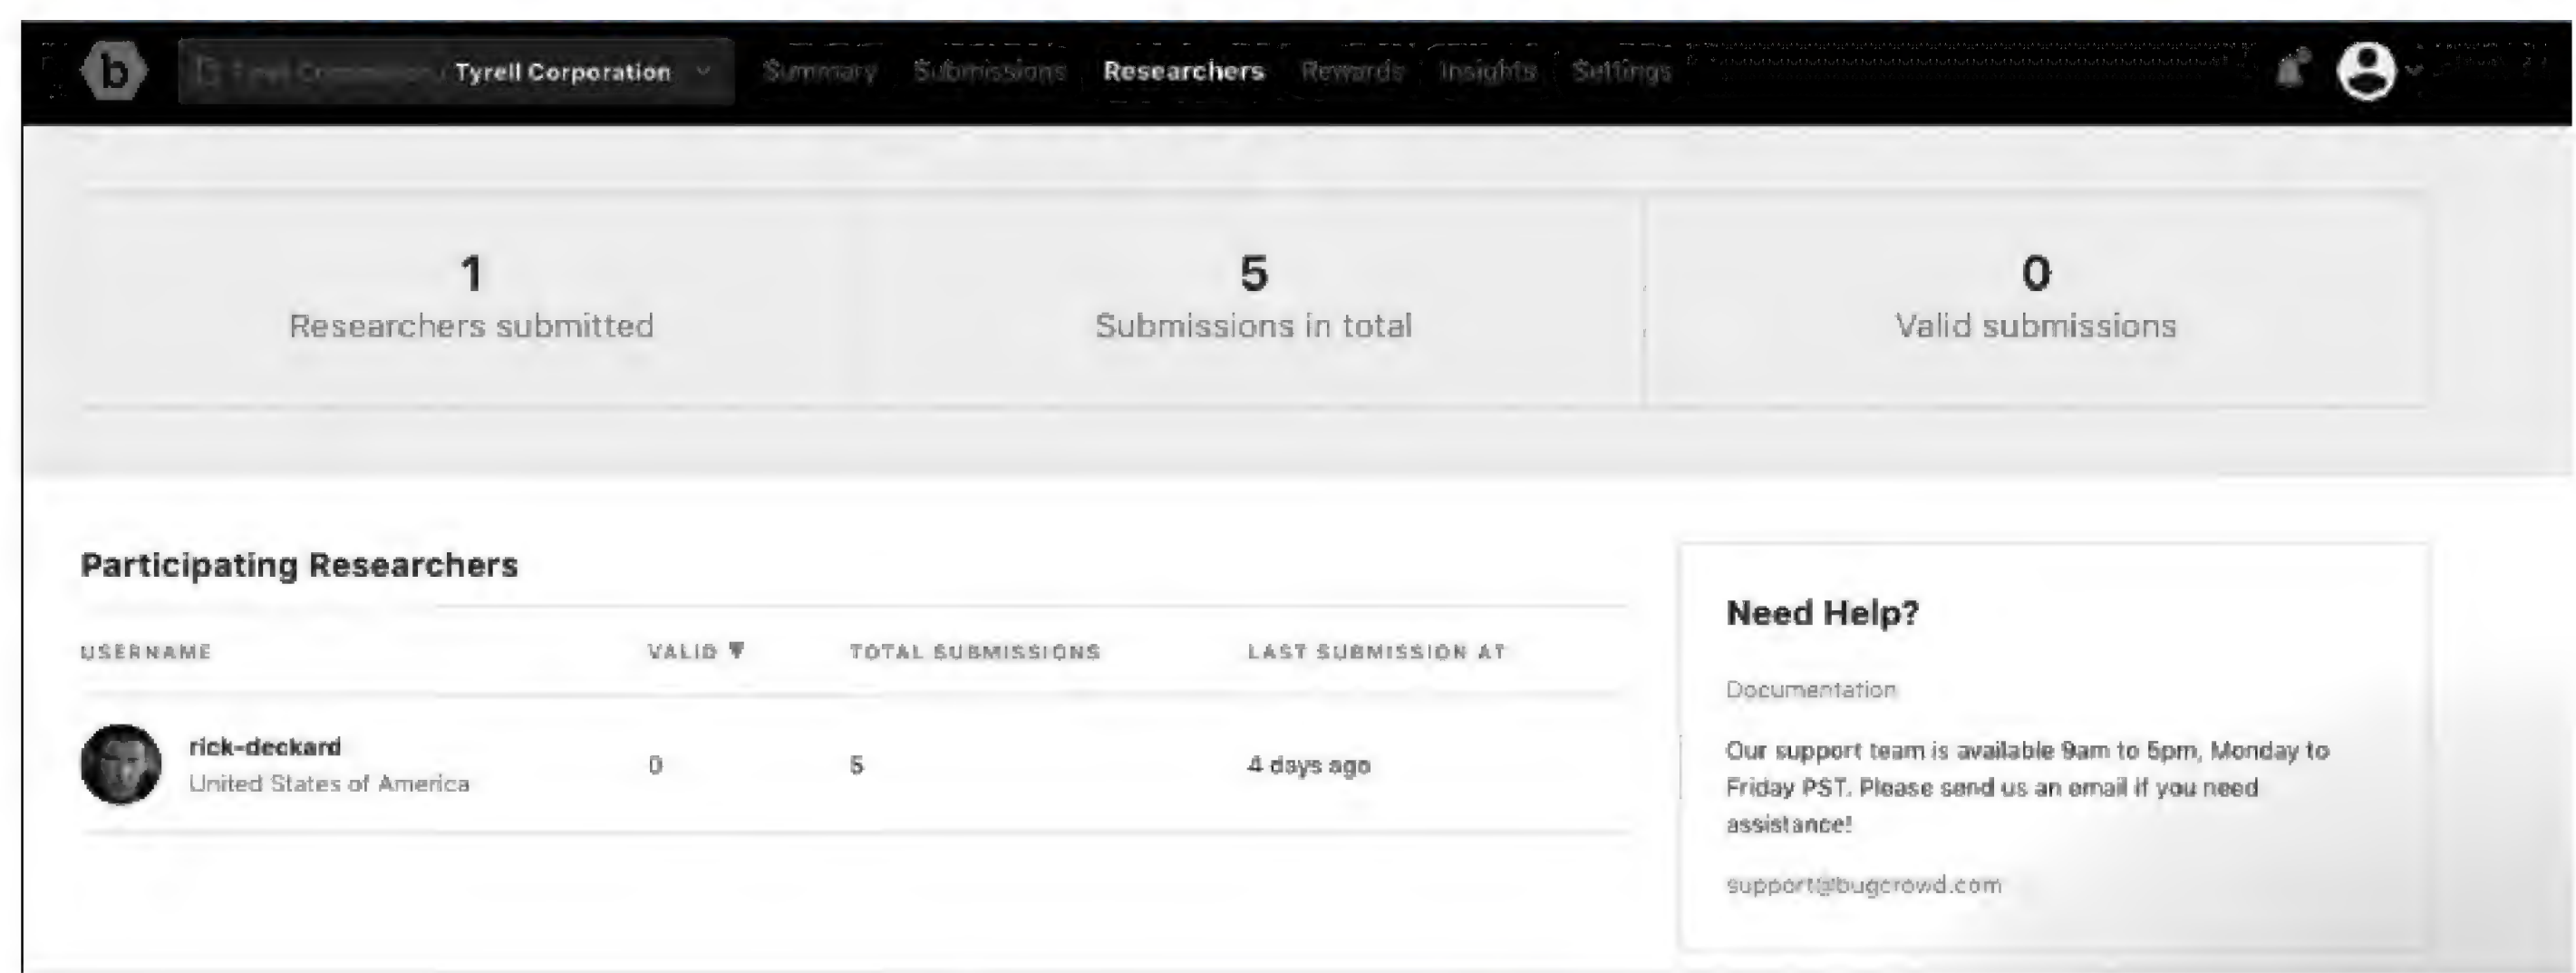 b
Tyrell Corporation
Summary
Submissions
Researchers
Rewards
Insights
Settings
1
Researchers submitted
5
Submissions in total
0
Valid submissions
Participating Researchers
USERNAME VALID ▼ TOTAL SUBMISSIONS LAST SUBMISSION AT
rick-deckard
United States of America
0 5 4 days ago
Need Help?
Documentation
Our support team is available 9am to 5pm, Monday to
Friday PST. Please send us an email if you need
assistance!
support@bugcrowd.com